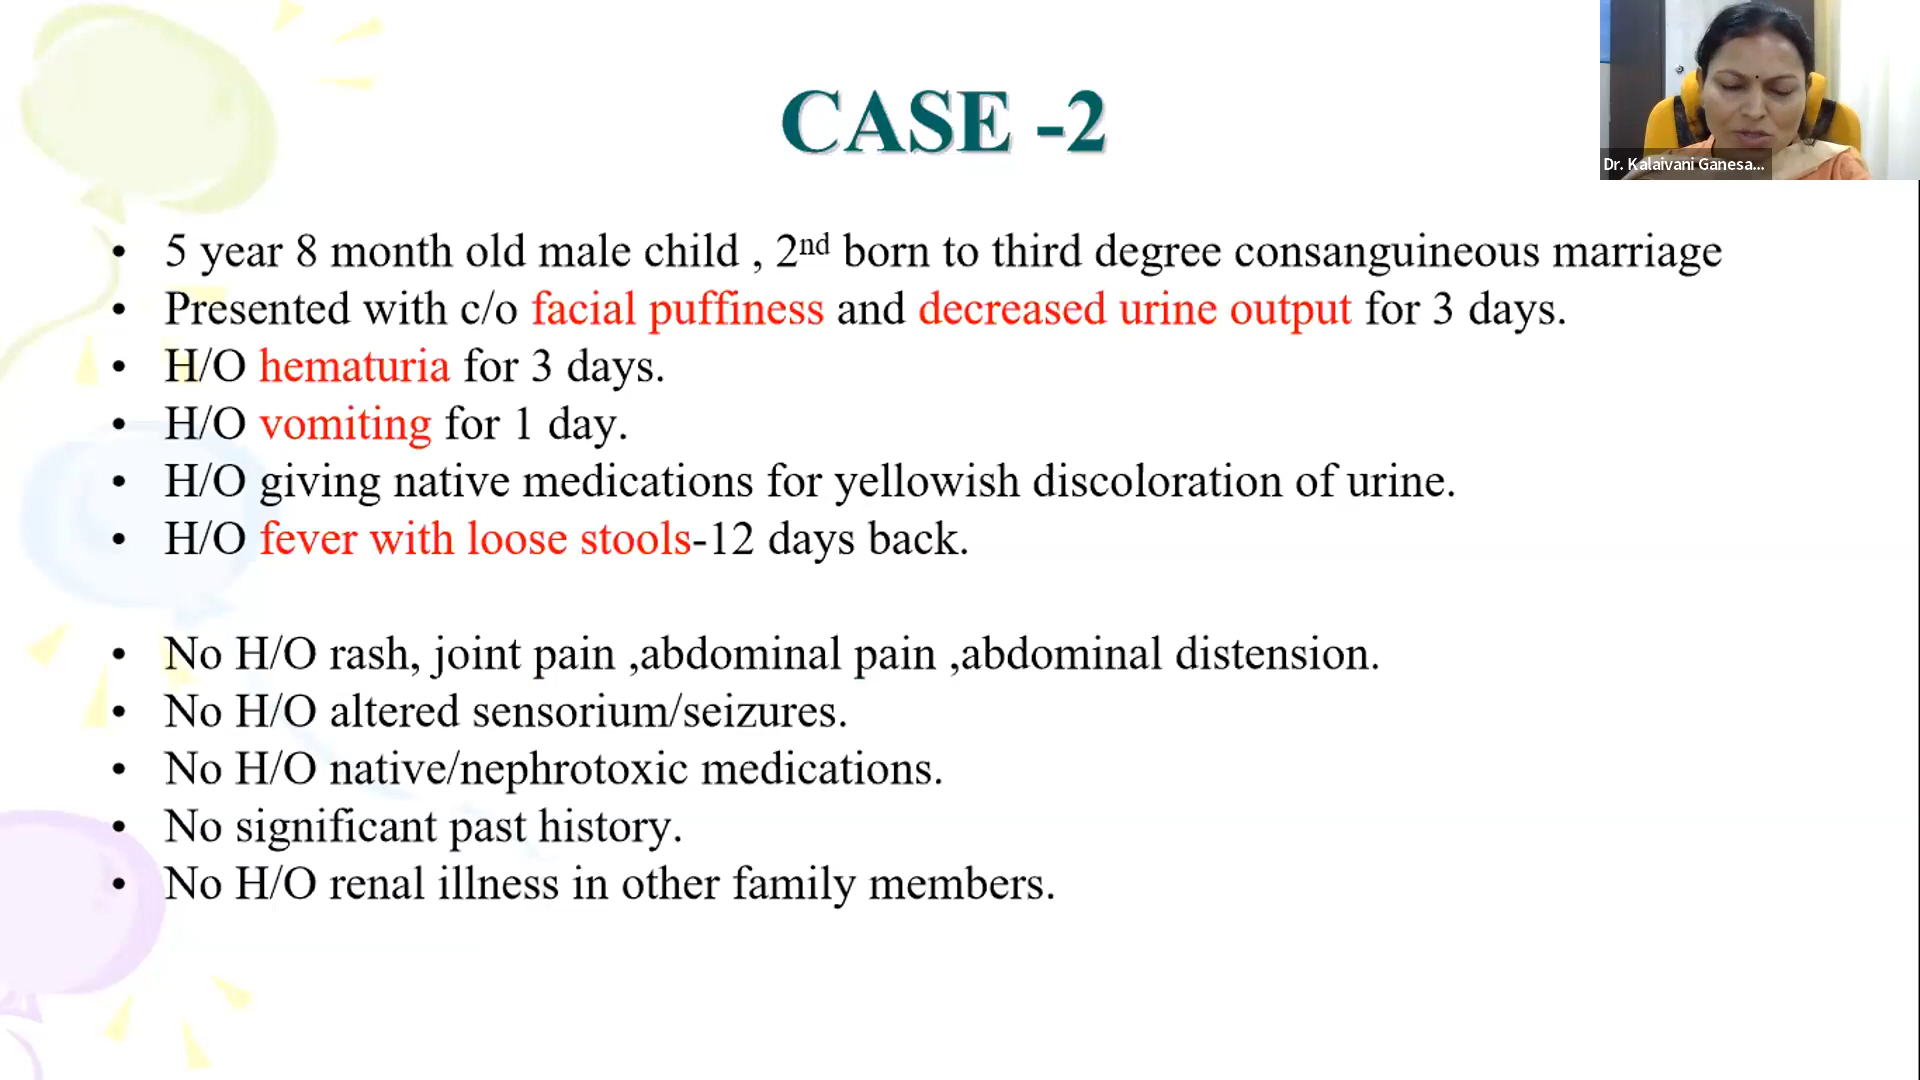 CASE -2
Dr. Kalaivani Ganesa...
• 5 year 8 month old male child , 2nd born to third degree consanguineous marriage
• Presented with c/o facial puffiness and decreased urine output for 3 days.
• H/O hematuria for 3 days.
• H/O vomiting for 1 day.
• H/O giving native medications for yellowish discoloration of urine.
• H/O fever with loose stools-12 days back.
• No H/O rash, joint pain ,abdominal pain ,abdominal distension.
• No H/O altered sensorium/seizures.
• No H/O native/nephrotoxic medications.
• No significant past history.
• No H/O renal illness in other family members.